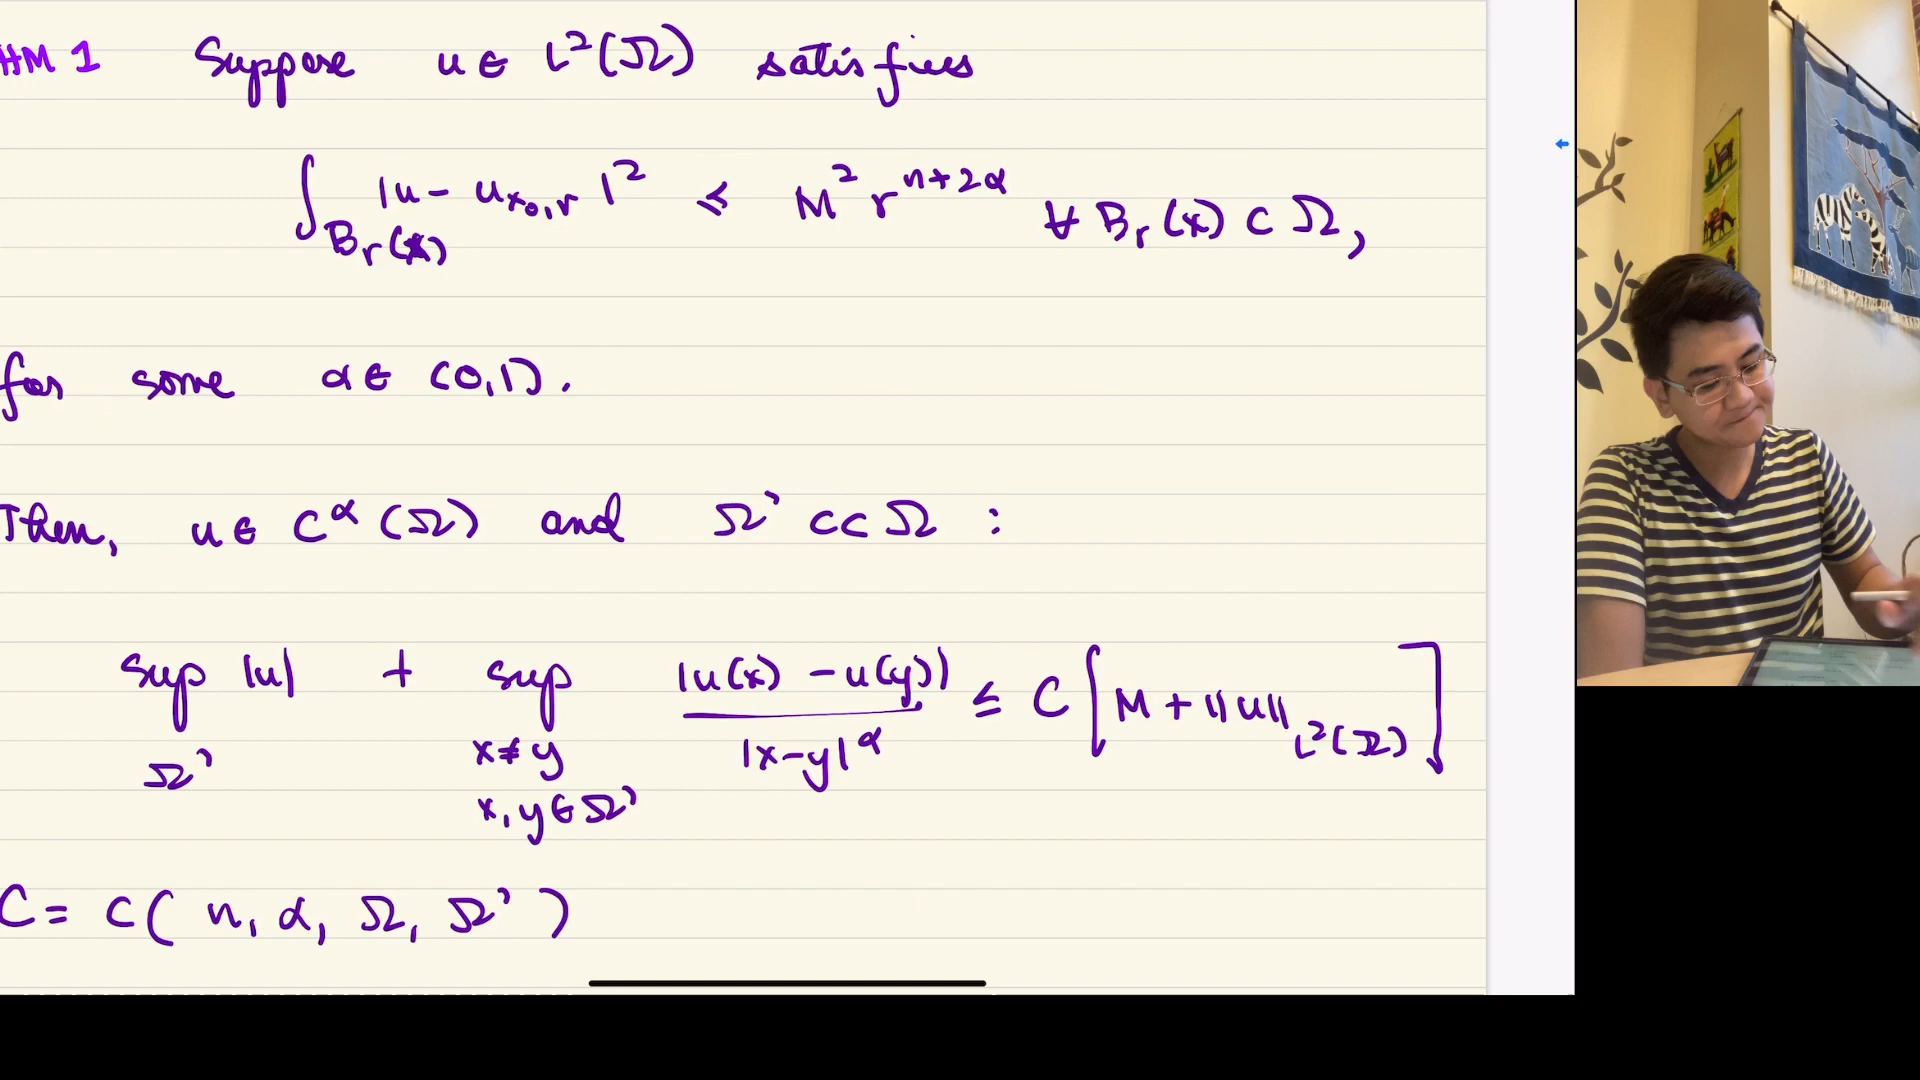 HM 1 Suppose u ∈ L²(Ω) satisfies
∫_{B_r(x)} |u - u_{x₀,r}|² ≤ M² r^{n+2α} ∀ B_r(x) ⊂ Ω,
for some α ∈ (0,1).
Then, u ∈ C^α(Ω) and Ω' ⊂⊂ Ω :
sup_{Ω'} |u| + sup_{x≠y x,y∈Ω'} |u(x) - u(y)| / |x-y|^α ≤ C [M + ||u||_{L²(Ω)}]
C = C(n, α, Ω, Ω')